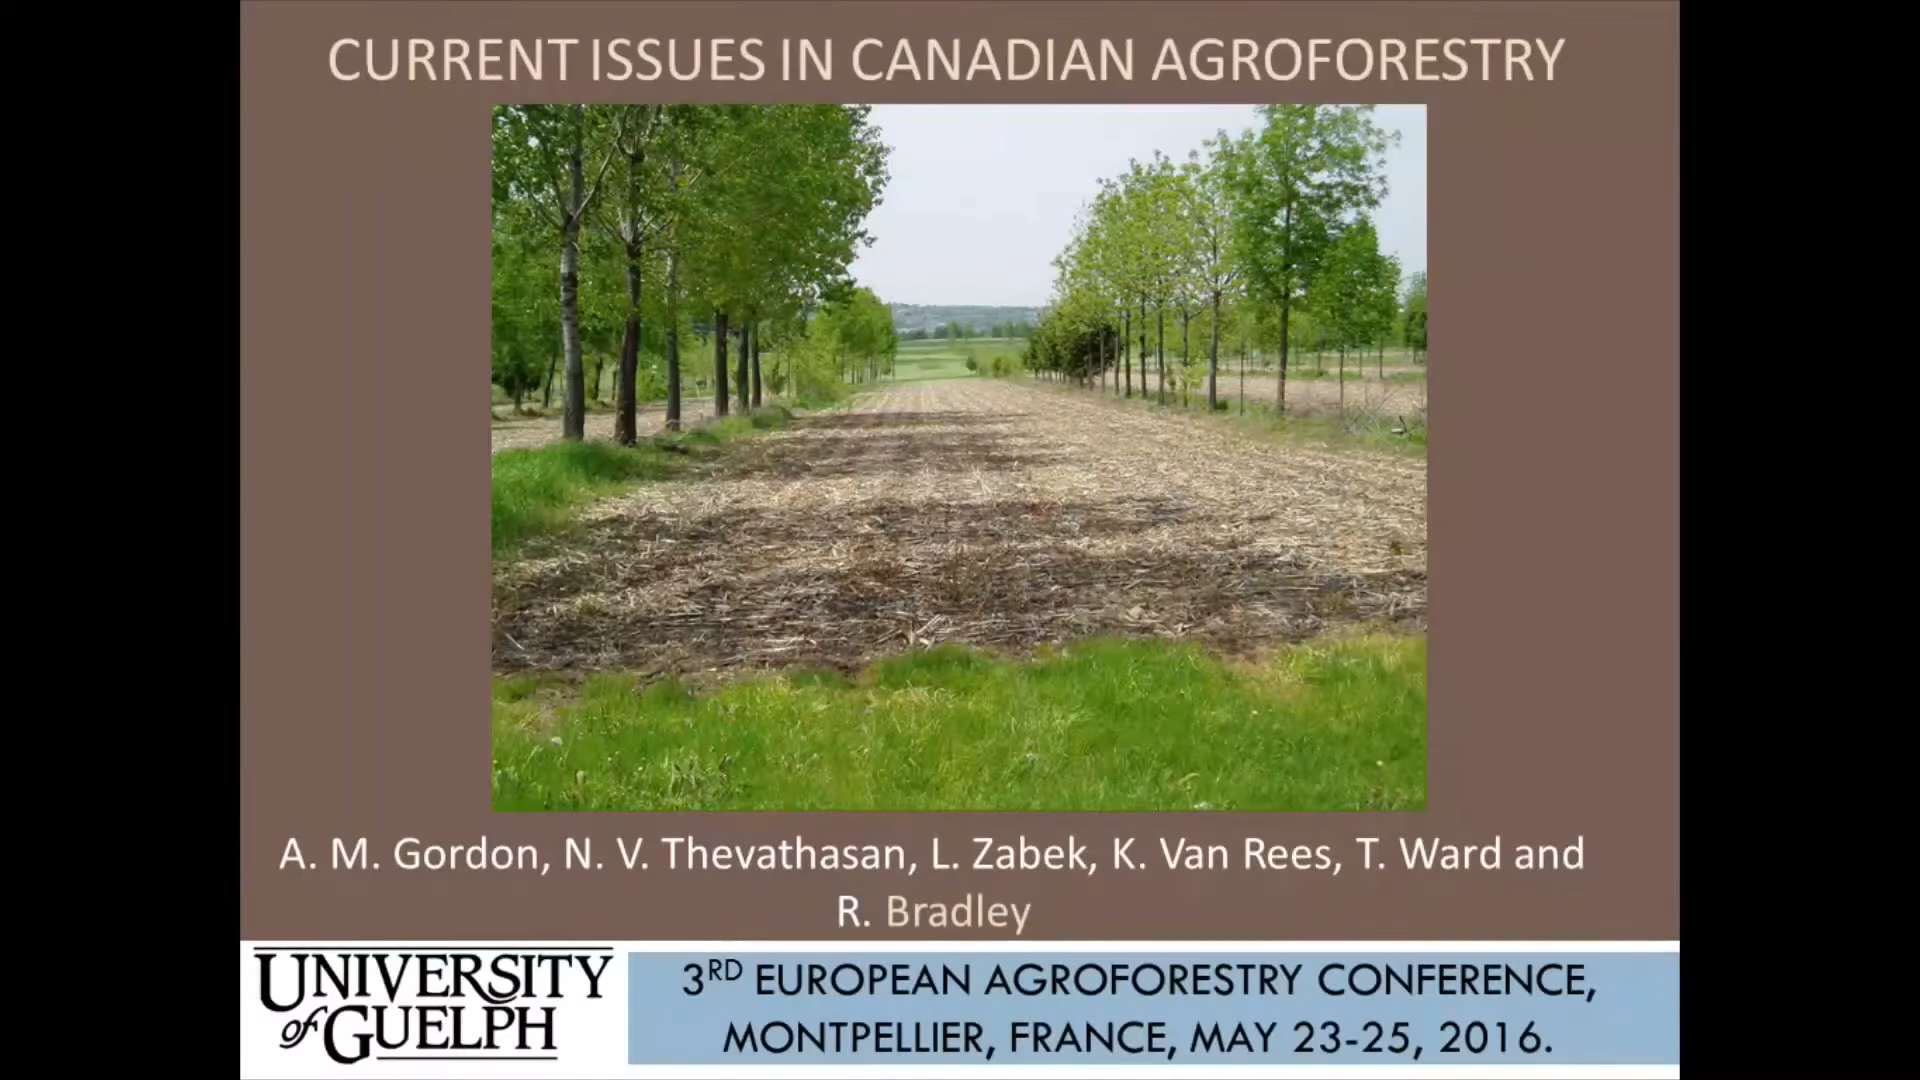 CURRENT ISSUES IN CANADIAN AGROFORESTRY
A. M. Gordon, N. V. Thevathasan, L. Zabek, K. Van Rees, T. Ward and
R. Bradley
UNIVERSITY
of GUELPH
3RD EUROPEAN AGROFORESTRY CONFERENCE,
MONTPELLIER, FRANCE, MAY 23-25, 2016.